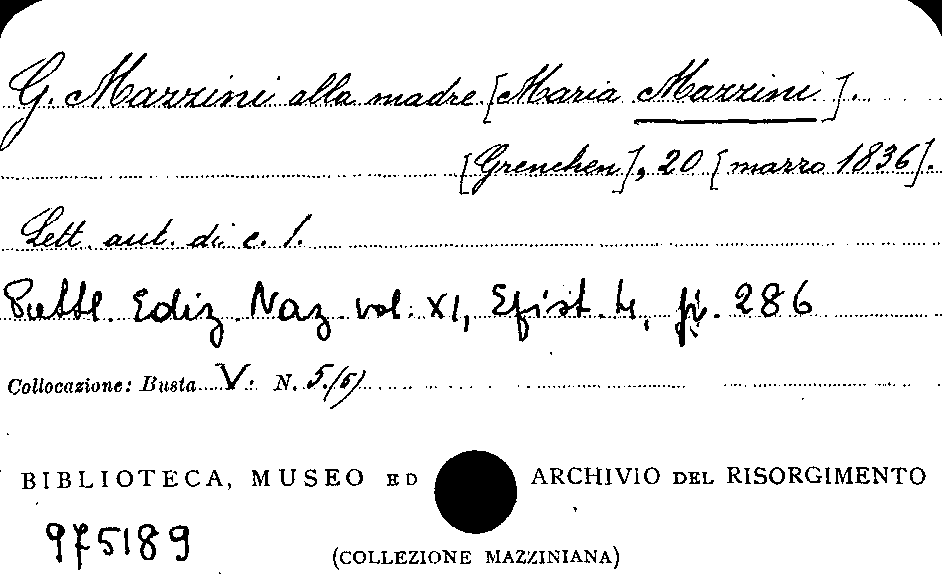 G. Mazzini alla madre [Maria Mazzini].
[Grenchen], 20 [marzo 1836].
Lett. aut. di c. 1.
Pubbl. Ediz. Naz. vol: XI, Epist. 4, p. 286
Collocazione: Busta V. N. 5.(5)
BIBLIOTECA, MUSEO ED ARCHIVIO DEL RISORGIMENTO
975189
(COLLEZIONE MAZZINIANA)